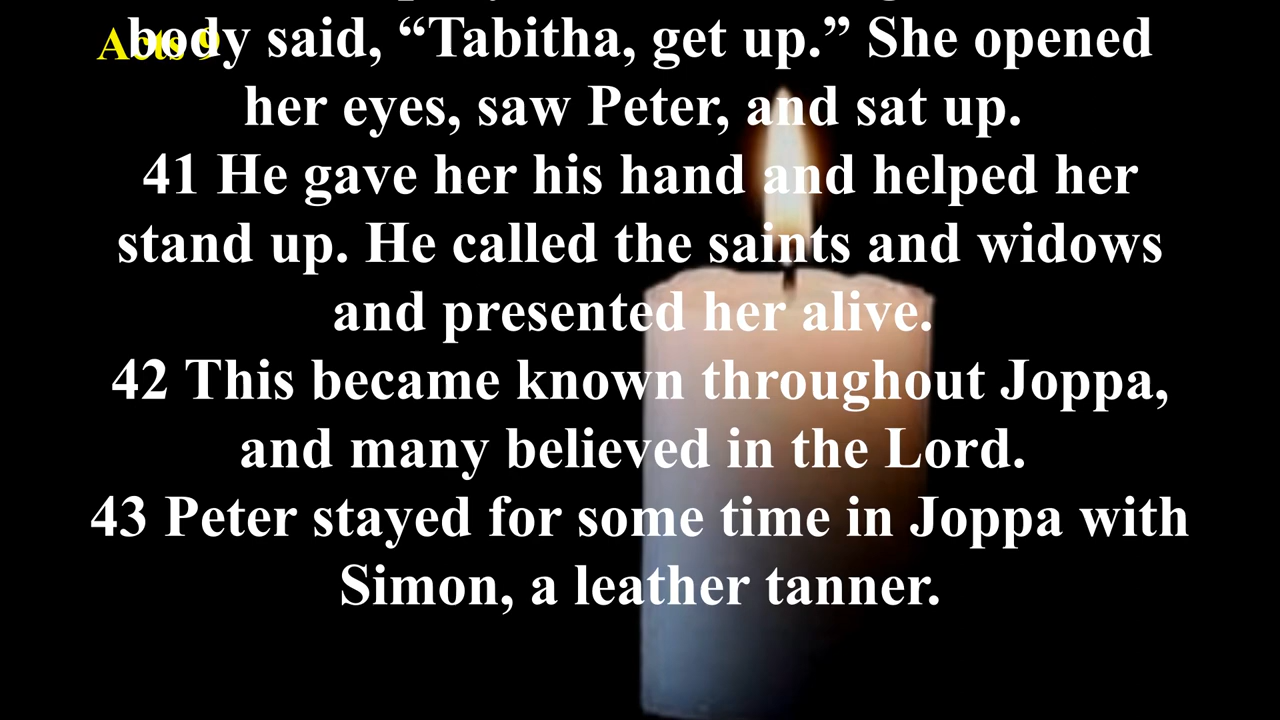 Acts 9
body said, “Tabitha, get up.” She opened
her eyes, saw Peter, and sat up.
41 He gave her his hand and helped her
stand up. He called the saints and widows
and presented her alive.
42 This became known throughout Joppa,
and many believed in the Lord.
43 Peter stayed for some time in Joppa with
Simon, a leather tanner.